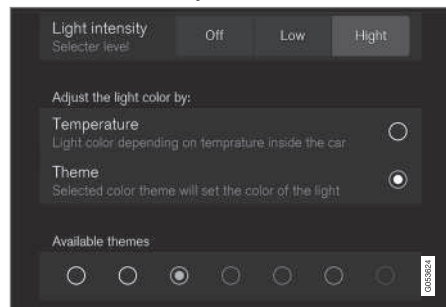 Light intensity
Selecter level
Off
Low
Hight
Adjust the light color by:
Temperature
Light color depending on temprature inside the car
Theme
Selected color theme will set the color of the light
Available themes
G053624